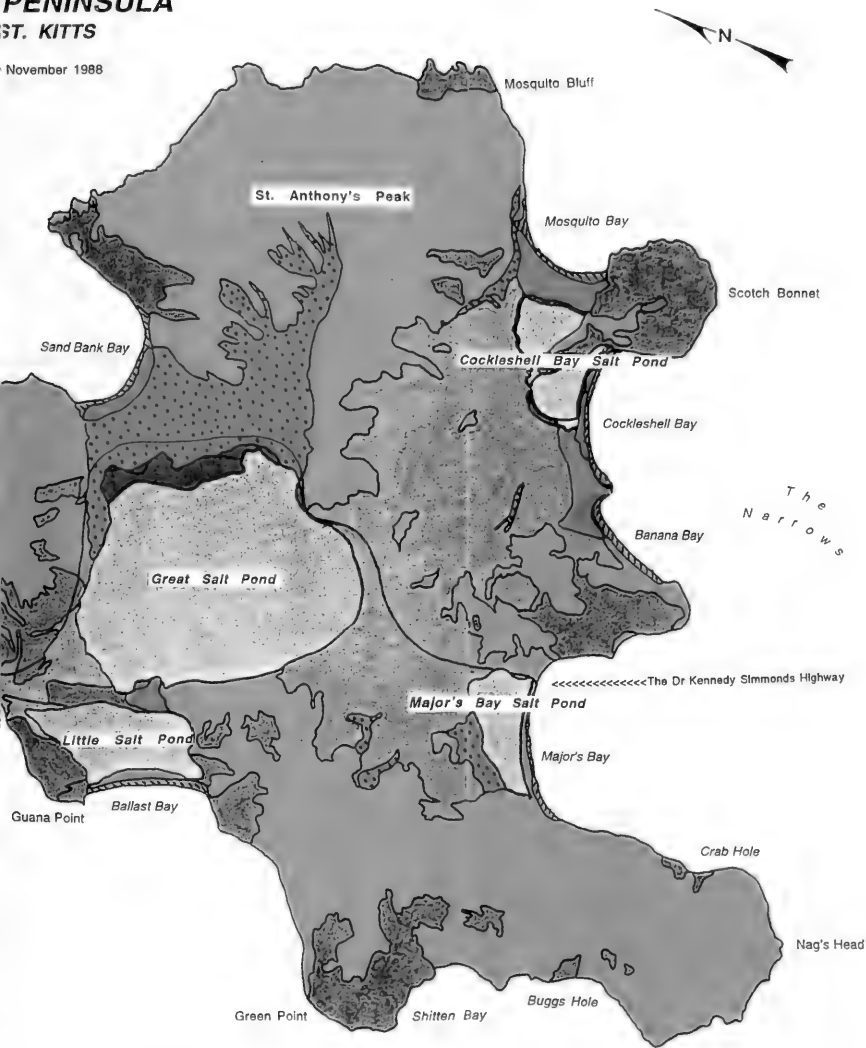 PENINSULA
ST. KITTS
November 1988
N
Mosquito Bluff
St. Anthony's Peak
Mosquito Bay
Scotch Bonnet
Sand Bank Bay
Cockleshell Bay Salt Pond
Cockleshell Bay
The
Narrows
Banana Bay
Great Salt Pond
<<<<<<<<<<<<<<The Dr Kennedy Simmonds Highway
Major's Bay Salt Pond
Little Salt Pond
Major's Bay
Ballast Bay
Guana Point
Crab Hole
Nag's Head
Buggs Hole
Green Point
Shitten Bay